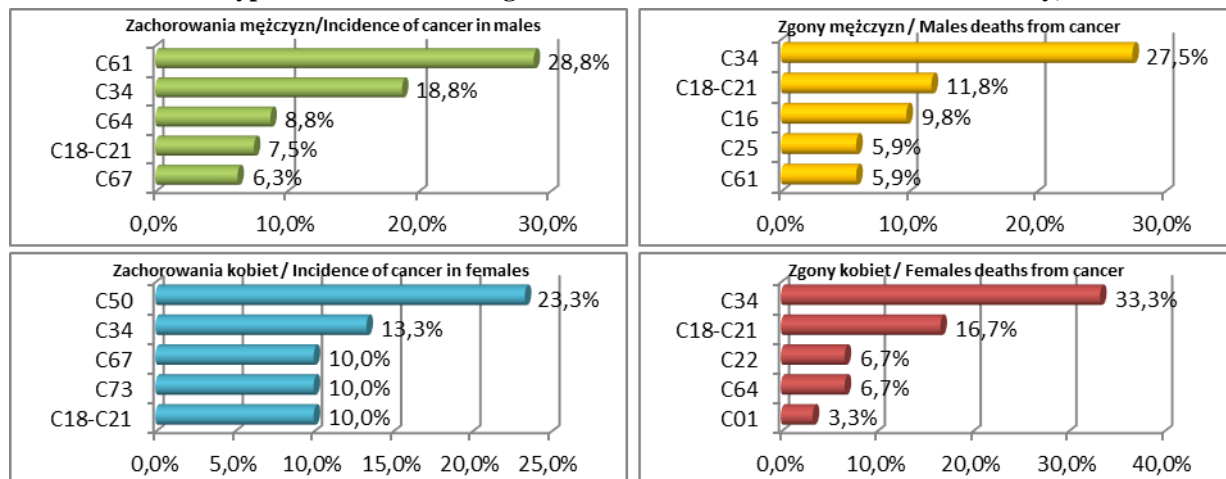 Zachorowania mężczyzn/Incidence of cancer in males
C61 28,8%
C34 18,8%
C64 8,8%
C18-C21 7,5%
C67 6,3%
0,0% 10,0% 20,0% 30,0%
Zgony mężczyzn / Males deaths from cancer
C34 27,5%
C18-C21 11,8%
C16 9,8%
C25 5,9%
C61 5,9%
0,0% 10,0% 20,0% 30,0%
Zachorowania kobiet / Incidence of cancer in females
C50 23,3%
C34 13,3%
C67 10,0%
C73 10,0%
C18-C21 10,0%
0,0% 5,0% 10,0% 15,0% 20,0% 25,0%
Zgony kobiet / Females deaths from cancer
C34 33,3%
C18-C21 16,7%
C22 6,7%
C64 6,7%
C01 3,3%
0,0% 10,0% 20,0% 30,0% 40,0%